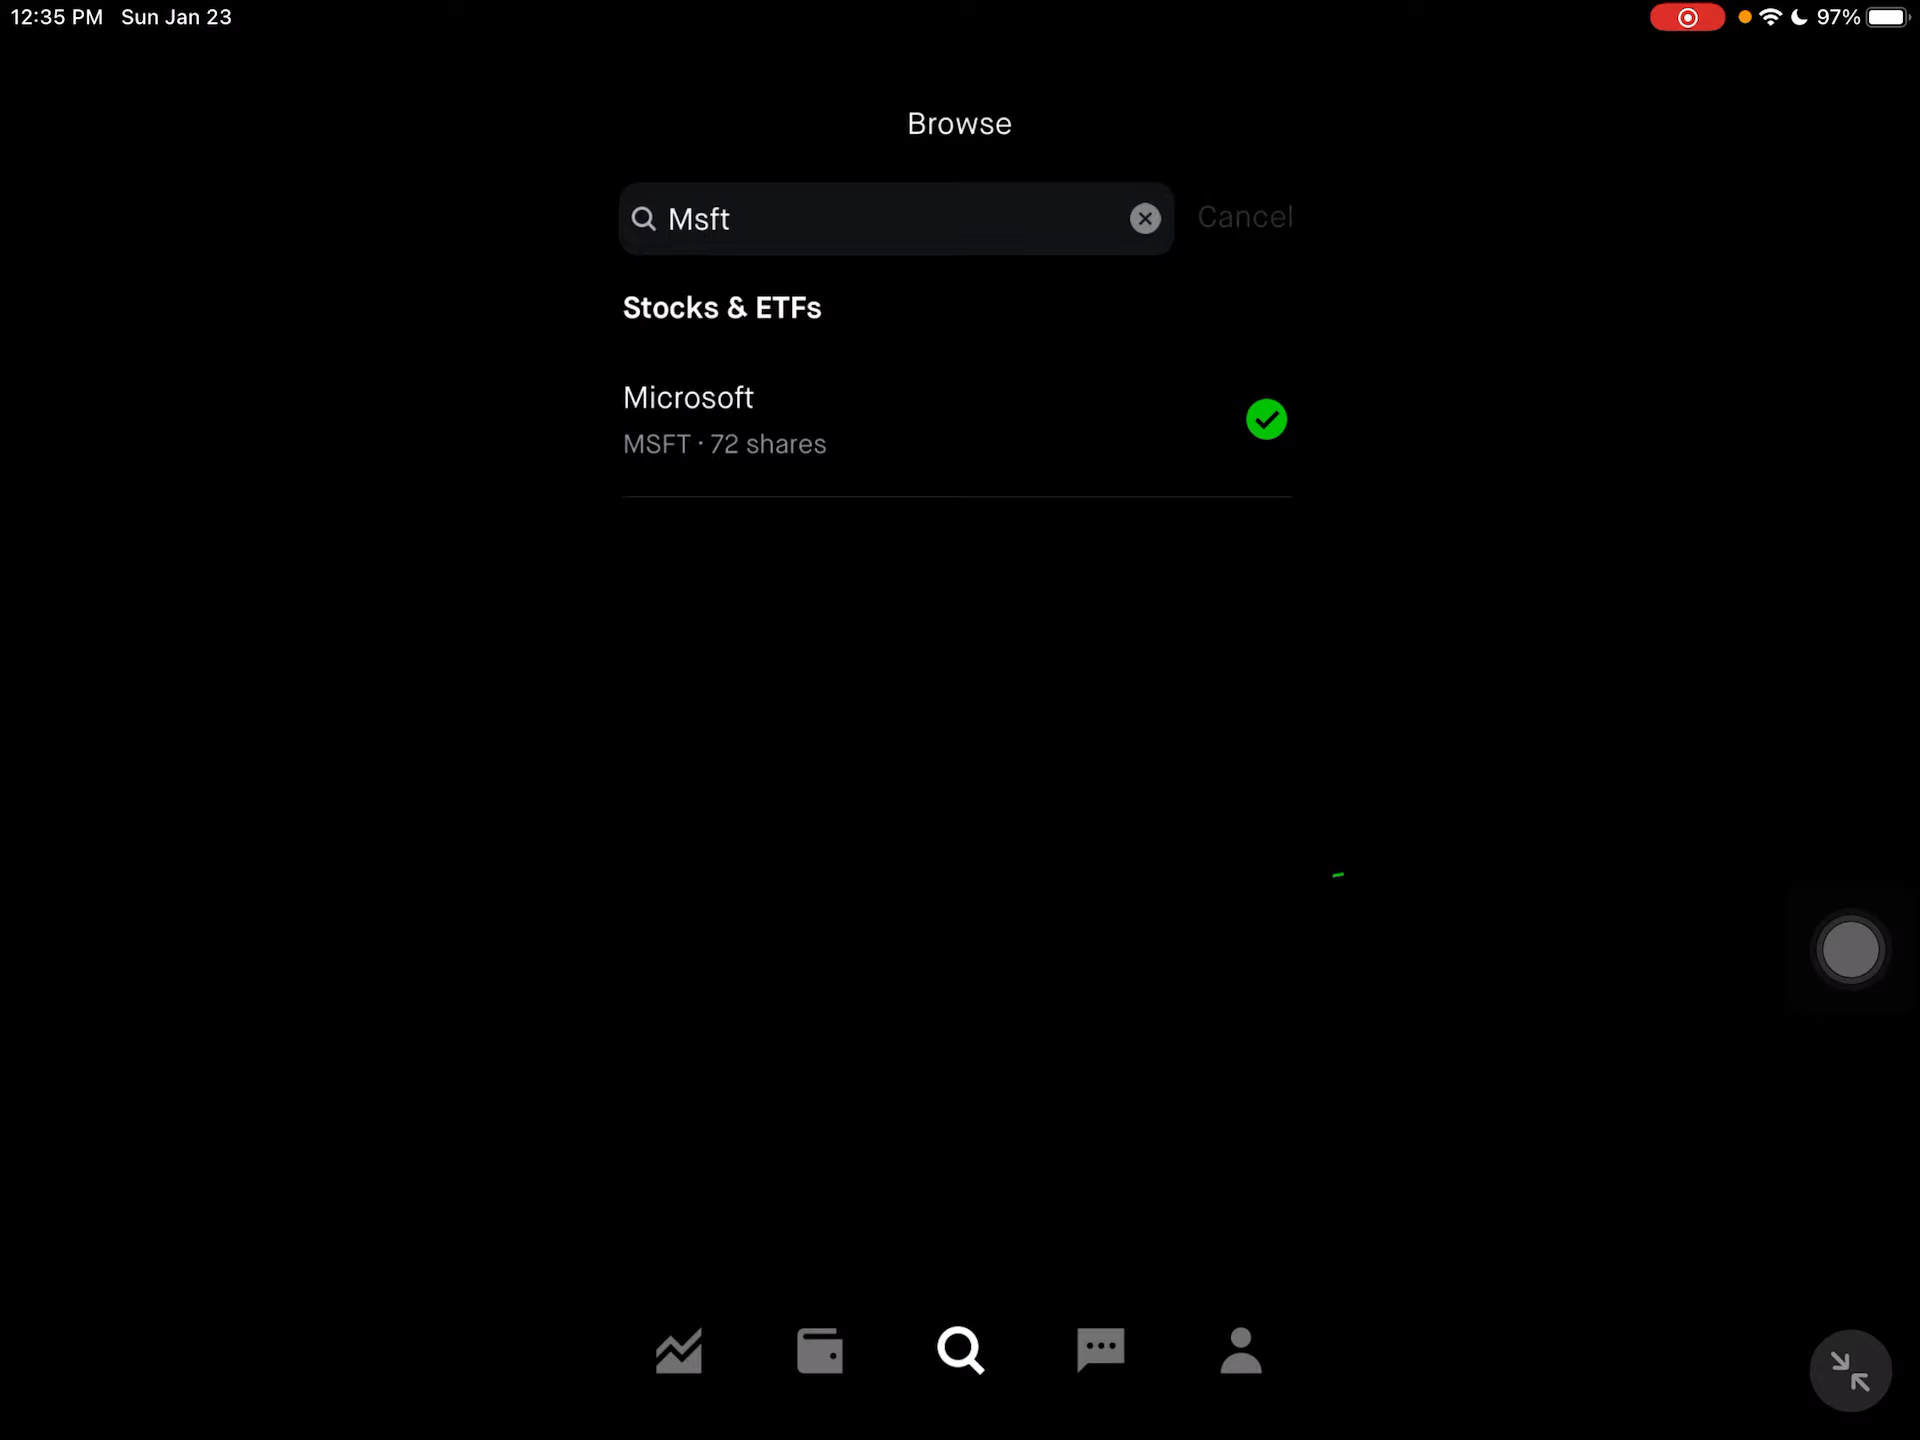 12:35 PM Sun Jan 23
97%
Browse
Msft
Cancel
Stocks & ETFs
Microsoft
MSFT · 72 shares